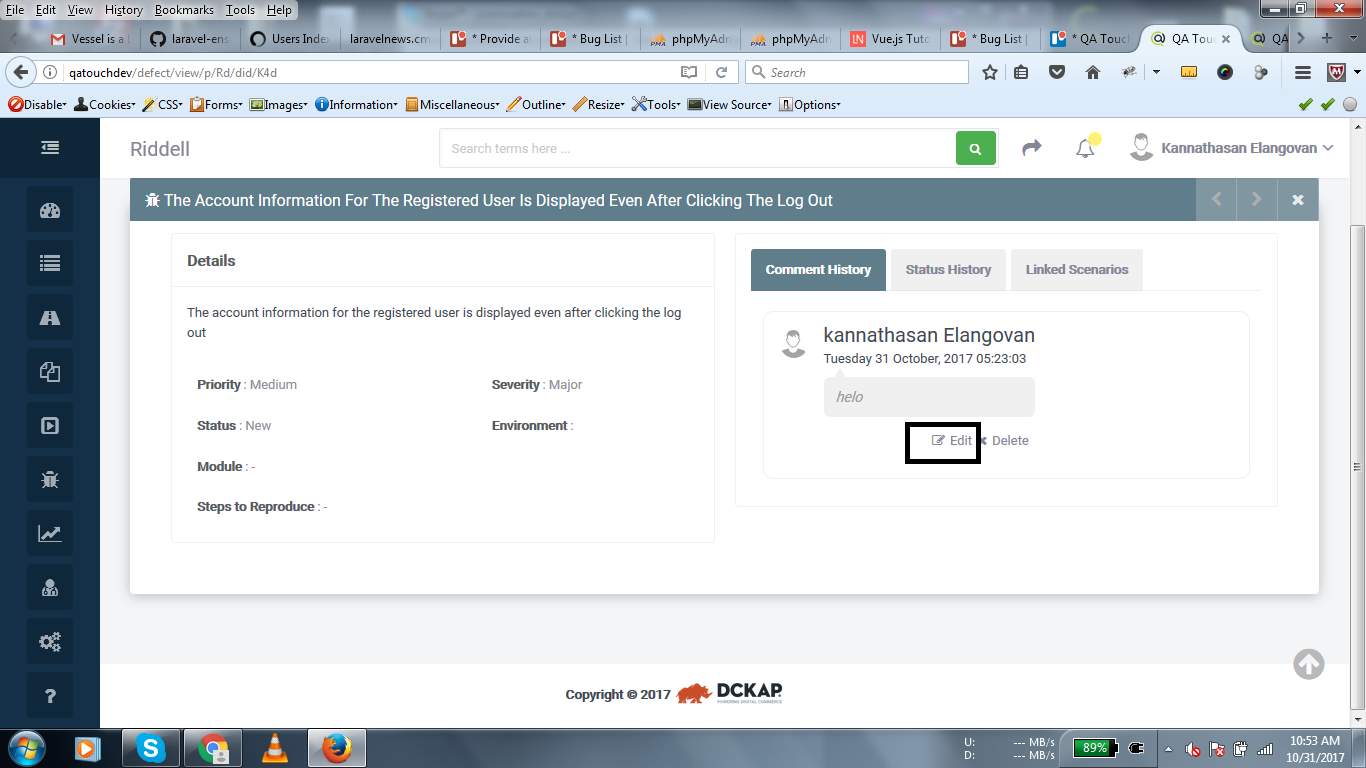 File Edit View History Bookmarks Tools Help
Vessel is a L laravel-ens Users Index laravelnews.cm * Provide a * Bug List | phpMyAdn phpMyAdn Vue.js Tuto * Bug List | * QA Touc QA Touc QA
qatouchdev/defect/view/p/Rd/did/K4d Search
Disable Cookies CSS Forms Images Information Miscellaneous Outline Resize Tools View Source Options
Riddell Search terms here ... Kannathasan Elangovan
The Account Information For The Registered User Is Displayed Even After Clicking The Log Out
Details
The account information for the registered user is displayed even after clicking the log
out
Priority : Medium Severity : Major
Status : New Environment :
Module : -
Steps to Reproduce : -
Comment History Status History Linked Scenarios
kannathasan Elangovan
Tuesday 31 October, 2017 05:23:03
helo
Edit Delete
Copyright © 2017 DCKAP
POWERING DIGITAL COMMERCE
U: --- MB/s
D: --- MB/s
89%
10:53 AM
10/31/2017